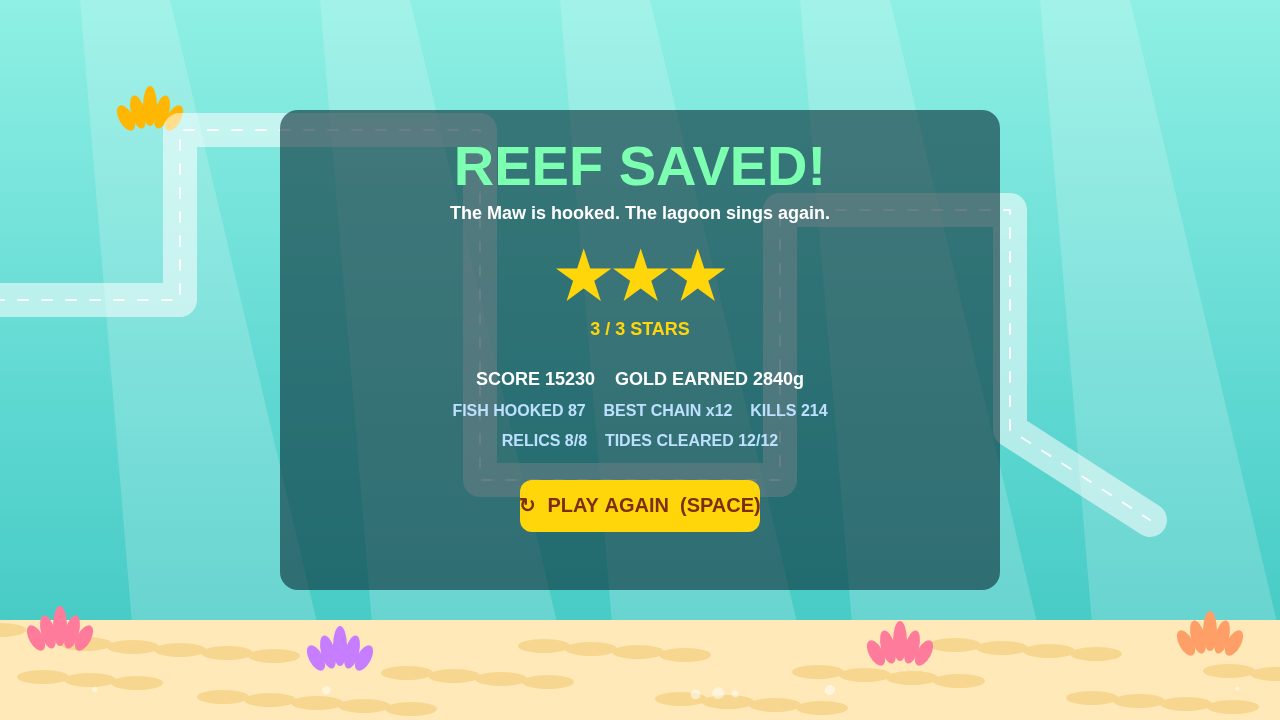 REEF SAVED!
The Maw is hooked. The lagoon sings again.
★★★
3 / 3 STARS
SCORE 15230 GOLD EARNED 2840g
FISH HOOKED 87 BEST CHAIN x12 KILLS 214
RELICS 8/8 TIDES CLEARED 12/12
↻ PLAY AGAIN (SPACE)